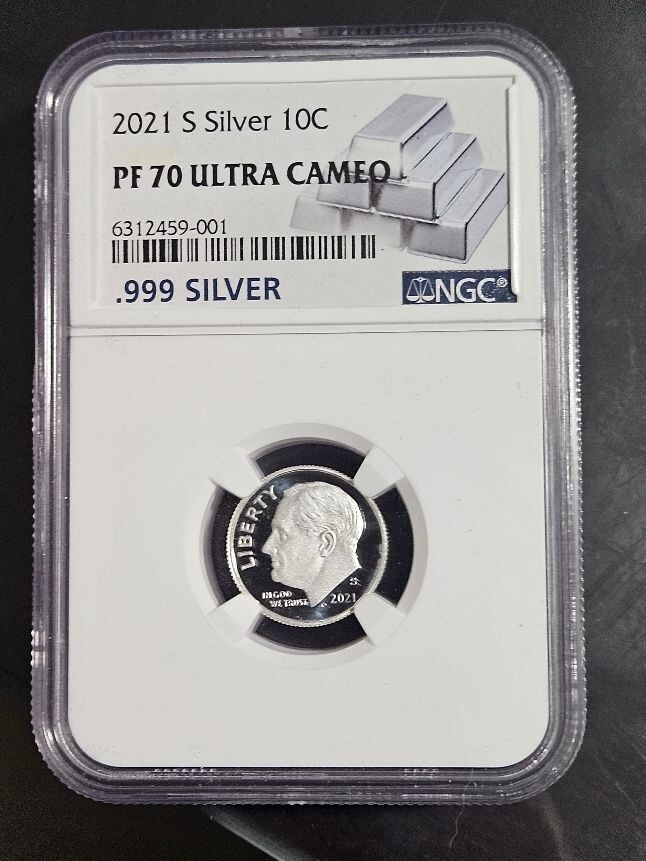 2021 S Silver 10C
PF 70 ULTRA CAMEO
6312459-001
.999 SILVER
NGC®
LIBERTY
IN GOD
WE TRUST
S
2021